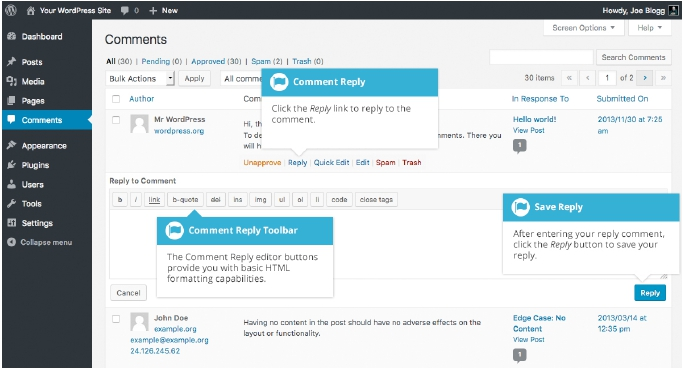 Your WordPress Site 0 + New Howdy, Joe Blogg
Screen Options Help
Dashboard
Posts
Media
Pages
Comments
Appearance
Plugins
Users
Tools
Settings
Collapse menu
Comments
All (30) | Pending (0) | Approved (30) | Spam (2) | Trash (0)
Search Comments
Bulk Actions Apply All comme
30 items « ‹ 1 of 2 › »
Author Com In Response To Submitted On
Comment Reply
Click the Reply link to reply to the
comment.
Mr WordPress
wordpress.org
Hi, th
To de mments. There you
will h
Unapprove | Reply | Quick Edit | Edit | Spam | Trash
Hello world!
View Post
1
2013/11/30 at 7:25
am
Reply to Comment
b i link b-quote del ins img ul ol li code close tags
Comment Reply Toolbar
The Comment Reply editor buttons
provide you with basic HTML
formatting capabilities.
Save Reply
After entering your reply comment,
click the Reply button to save your
reply.
Cancel Reply
John Doe
example.org
example@example.org
24.126.245.62
Having no content in the post should have no adverse effects on the
layout or functionality.
Edge Case: No
Content
View Post
1
2013/03/14 at
12:35 pm